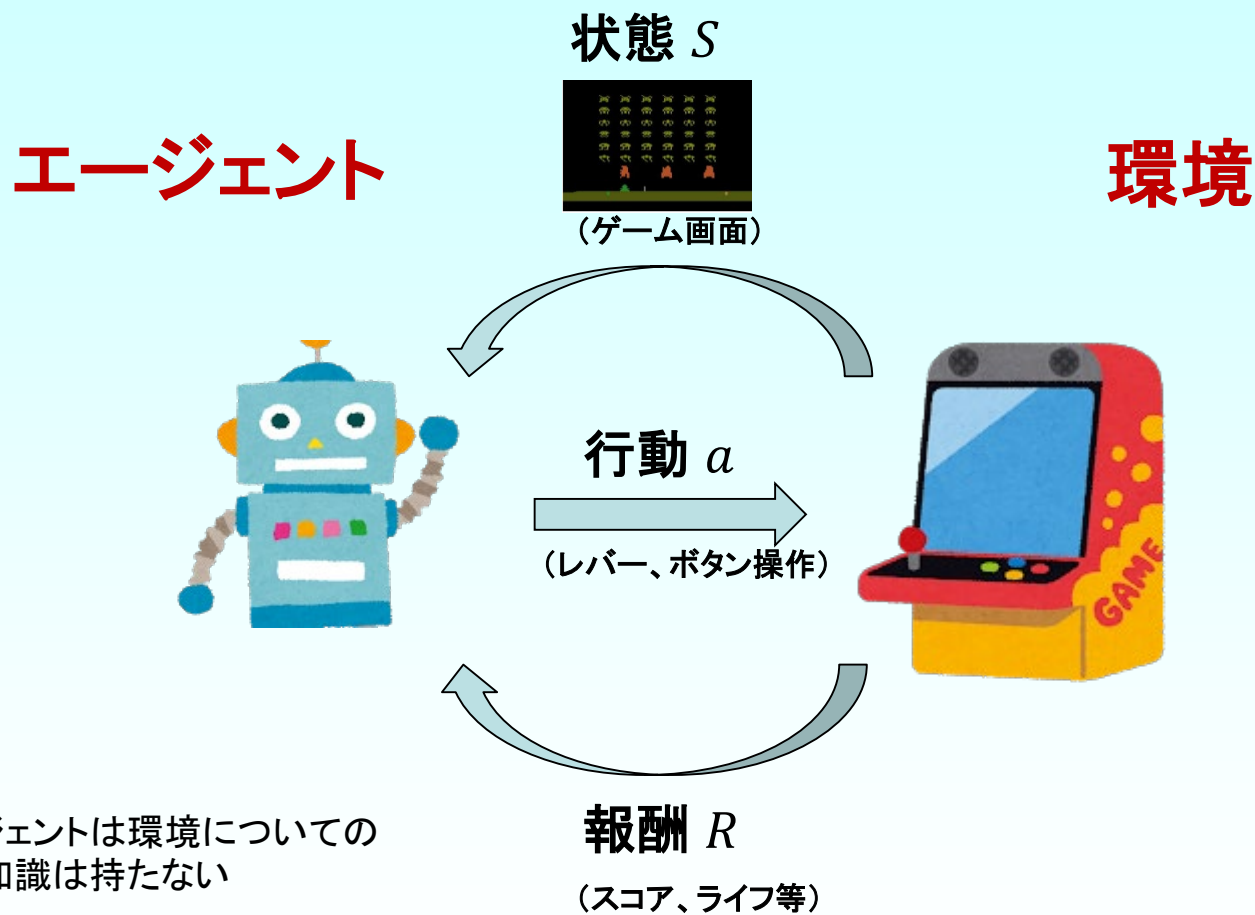 状態 S
エージェント
環境
（ゲーム画面）
行動 a
（レバー、ボタン操作）
GAME
報酬 R
（スコア、ライフ等）
ジェントは環境についての
知識は持たない